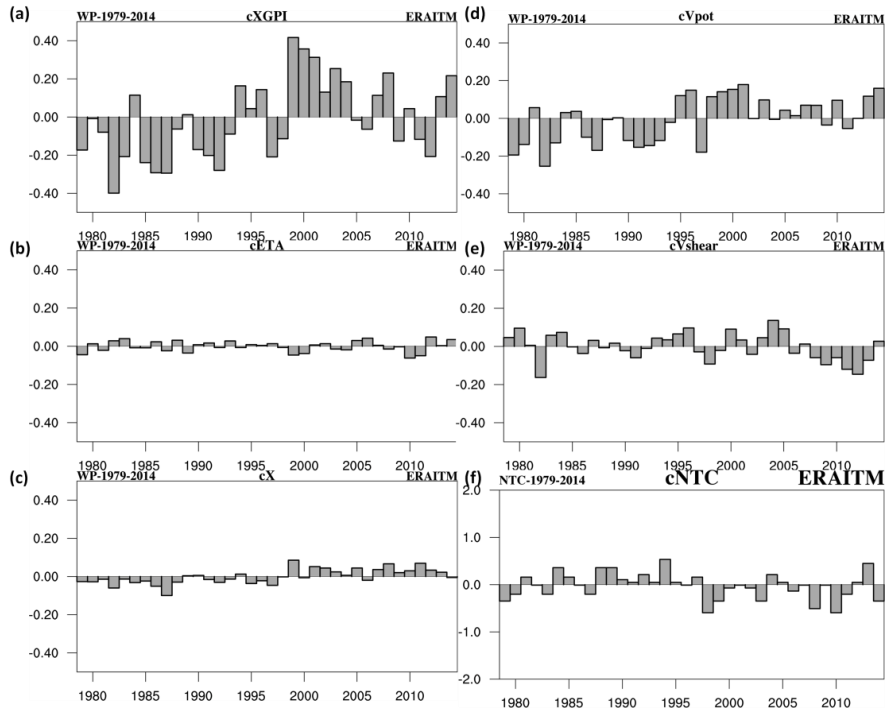 (a) WP-1979-2014 cXGPI ERAITM
0.40
0.20
0.00
-0.20
-0.40
1980 1985 1990 1995 2000 2005 2010
(b) WP-1979-2014 cETA ERAITM
0.40
0.20
0.00
-0.20
-0.40
1980 1985 1990 1995 2000 2005 2010
(c) WP-1979-2014 cX ERAITM
0.40
0.20
0.00
-0.20
-0.40
1980 1985 1990 1995 2000 2005 2010
(d) WP-1979-2014 cVpot ERAITM
0.40
0.20
0.00
-0.20
-0.40
1980 1985 1990 1995 2000 2005 2010
(e) WP-1979-2014 cVshear ERAITM
0.40
0.20
0.00
-0.20
-0.40
1980 1985 1990 1995 2000 2005 2010
(f) NTC-1979-2014 cNTC ERAITM
2.0
1.0
0.0
-1.0
-2.0
1980 1985 1990 1995 2000 2005 2010